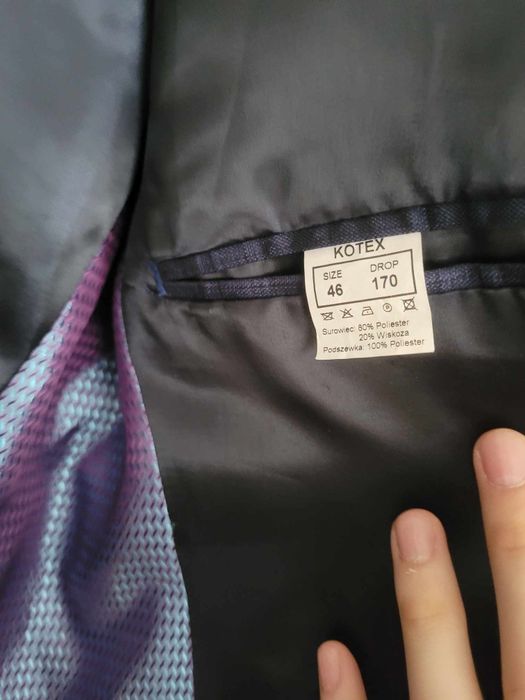 KOTEX
SIZE DROP
46 170
Surowiec: 80% Poliester
20% Wiskoza
Podszewka: 100% Poliester